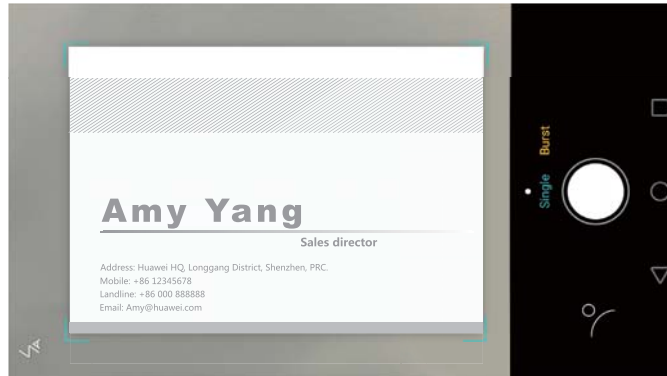 Amy Yang
Sales director
Address: Huawei HQ, Longgang District, Shenzhen, PRC.
Mobile: +86 12345678
Landline: +86 000 888888
Email: Amy@huawei.com
Single Burst